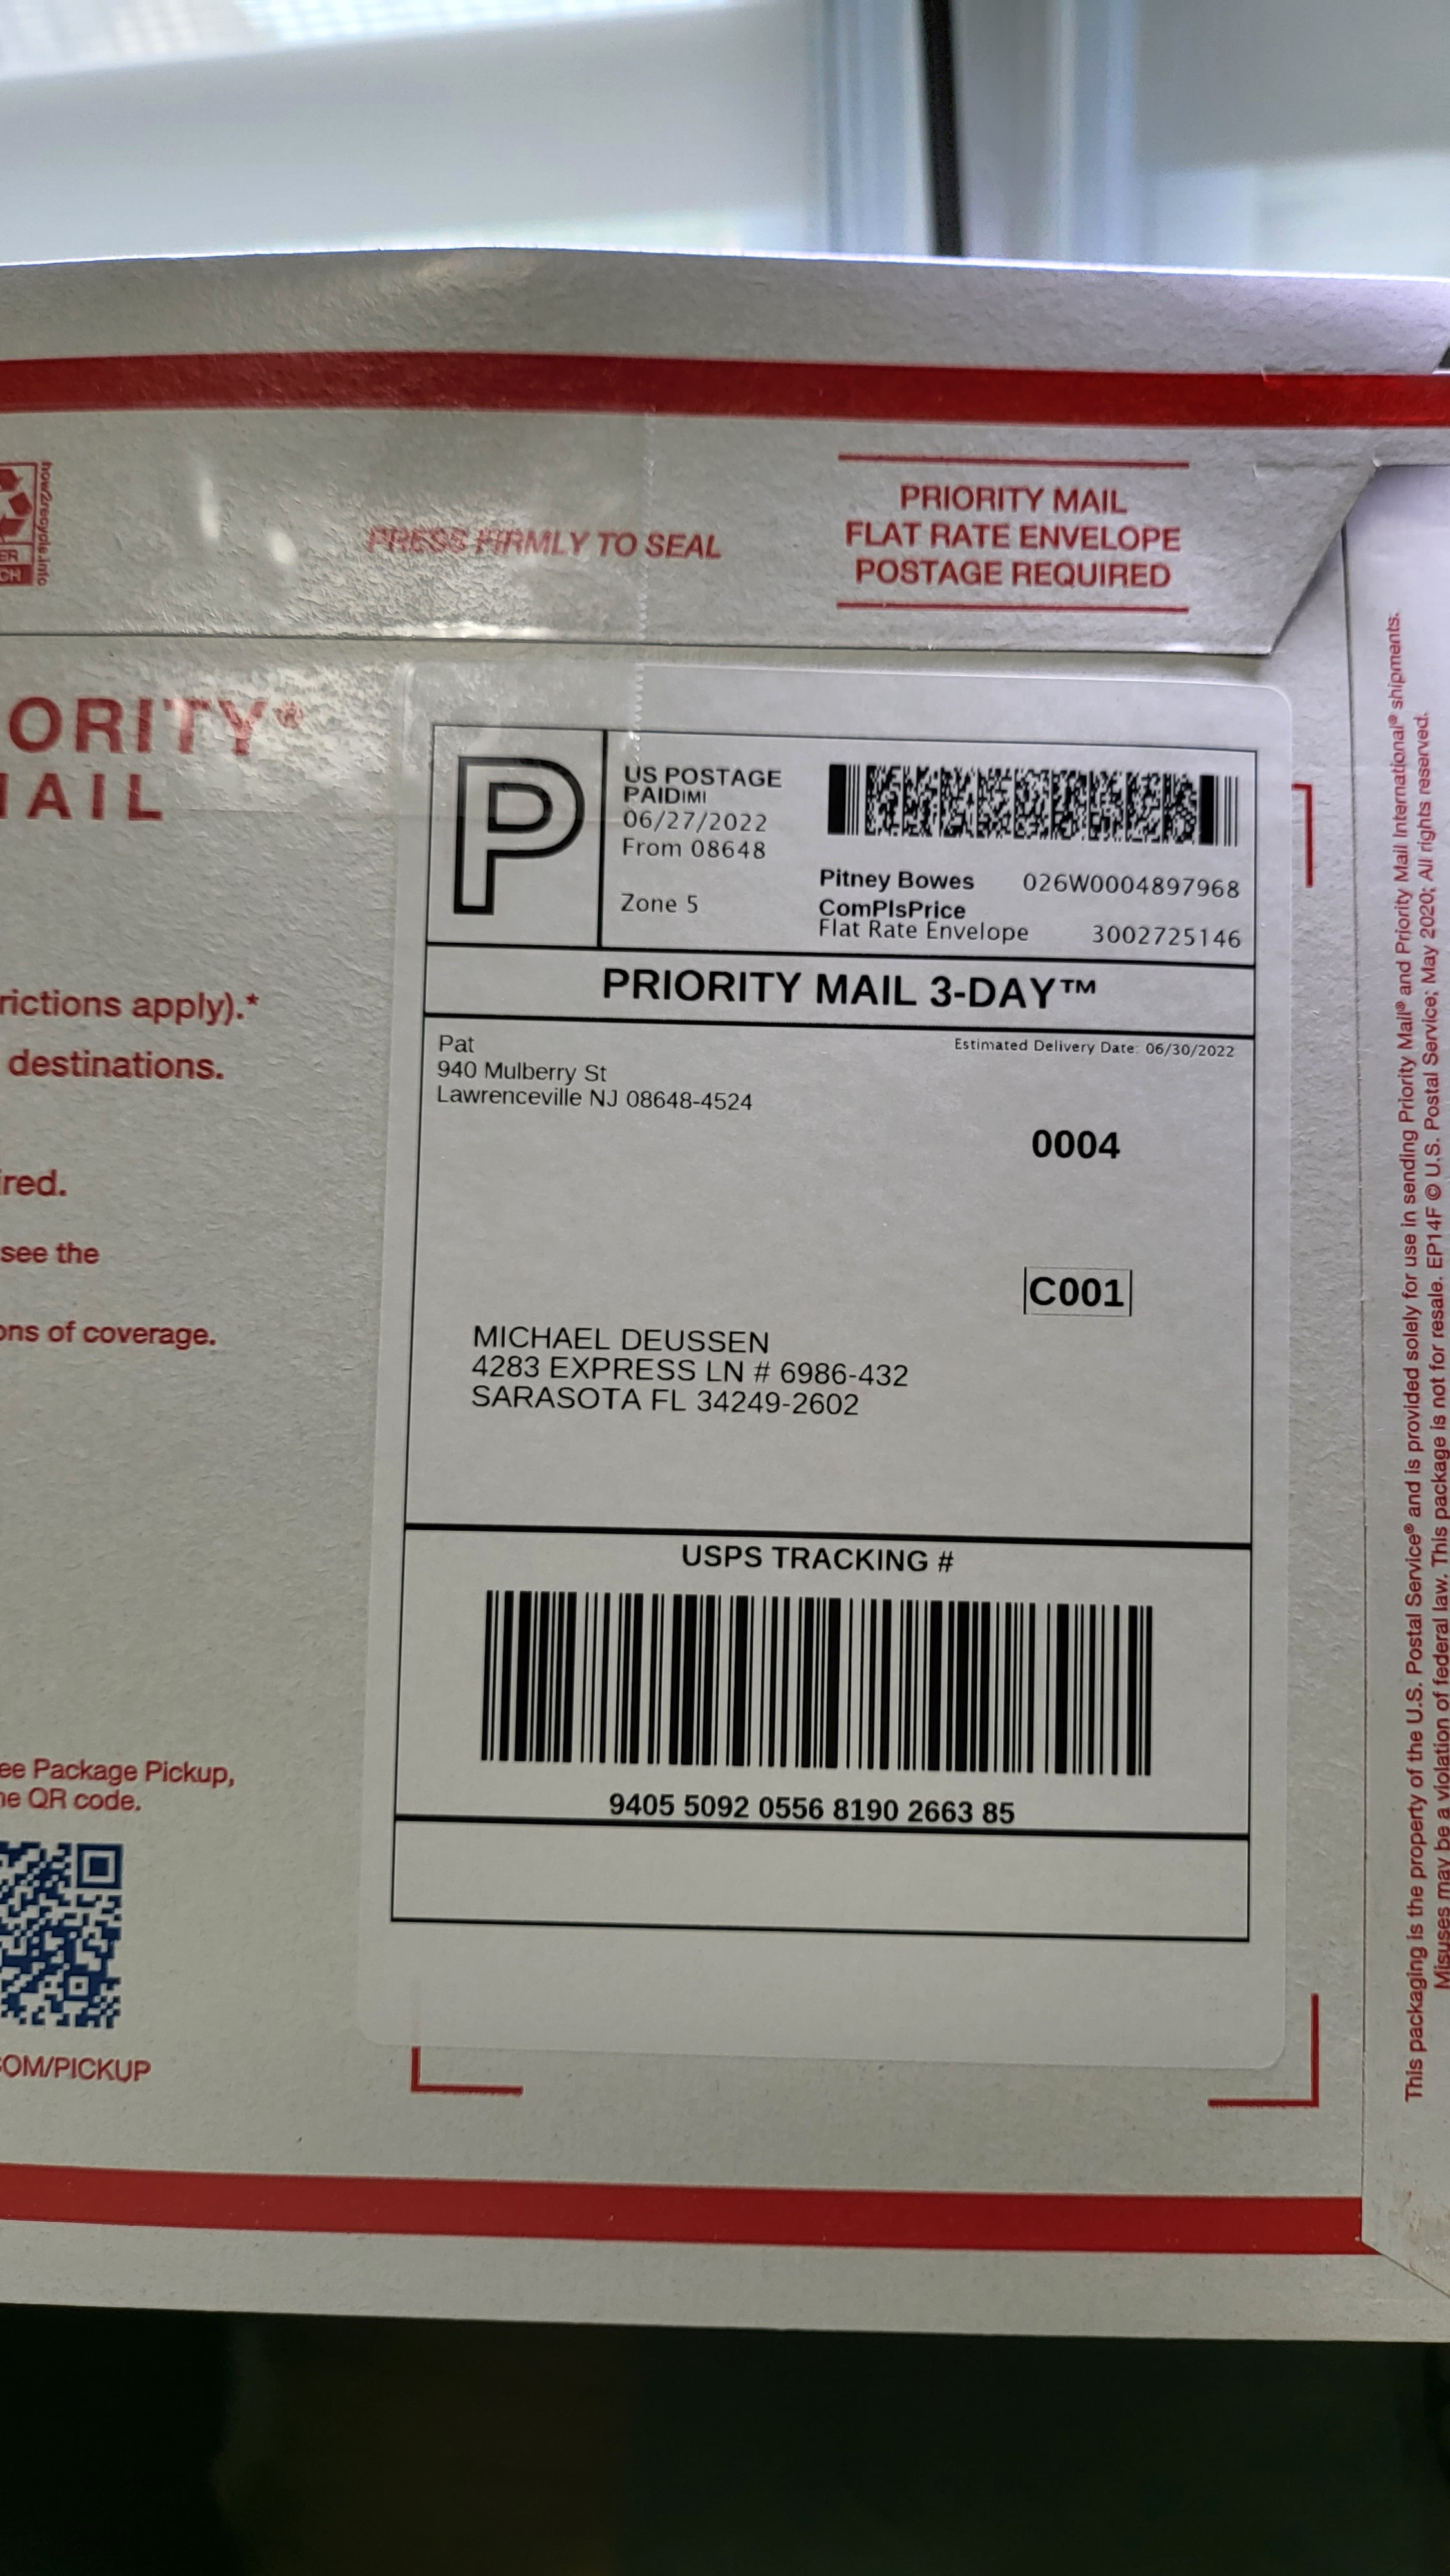 how2recycle.info
ER
CH
PRESS FIRMLY TO SEAL
PRIORITY MAIL
FLAT RATE ENVELOPE
POSTAGE REQUIRED
ORITY®
AIL
rictions apply).*
destinations.
red.
see the
ons of coverage.
ee Package Pickup,
he QR code.
OM/PICKUP
P
US POSTAGE
PAIDIMI
06/27/2022
From 08648
Zone 5
Pitney Bowes 026W0004897968
ComPlsPrice
Flat Rate Envelope 3002725146
PRIORITY MAIL 3-DAY™
Pat
940 Mulberry St
Lawrenceville NJ 08648-4524
Estimated Delivery Date: 06/30/2022
0004
C001
MICHAEL DEUSSEN
4283 EXPRESS LN # 6986-432
SARASOTA FL 34249-2602
USPS TRACKING #
9405 5092 0556 8190 2663 85
This packaging is the property of the U.S. Postal Service® and is provided solely for use in sending Priority Mail® and Priority Mail International® shipments.
Misuses may be a violation of federal law. This package is not for resale. EP14F © U.S. Postal Service; May 2020; All rights reserved.